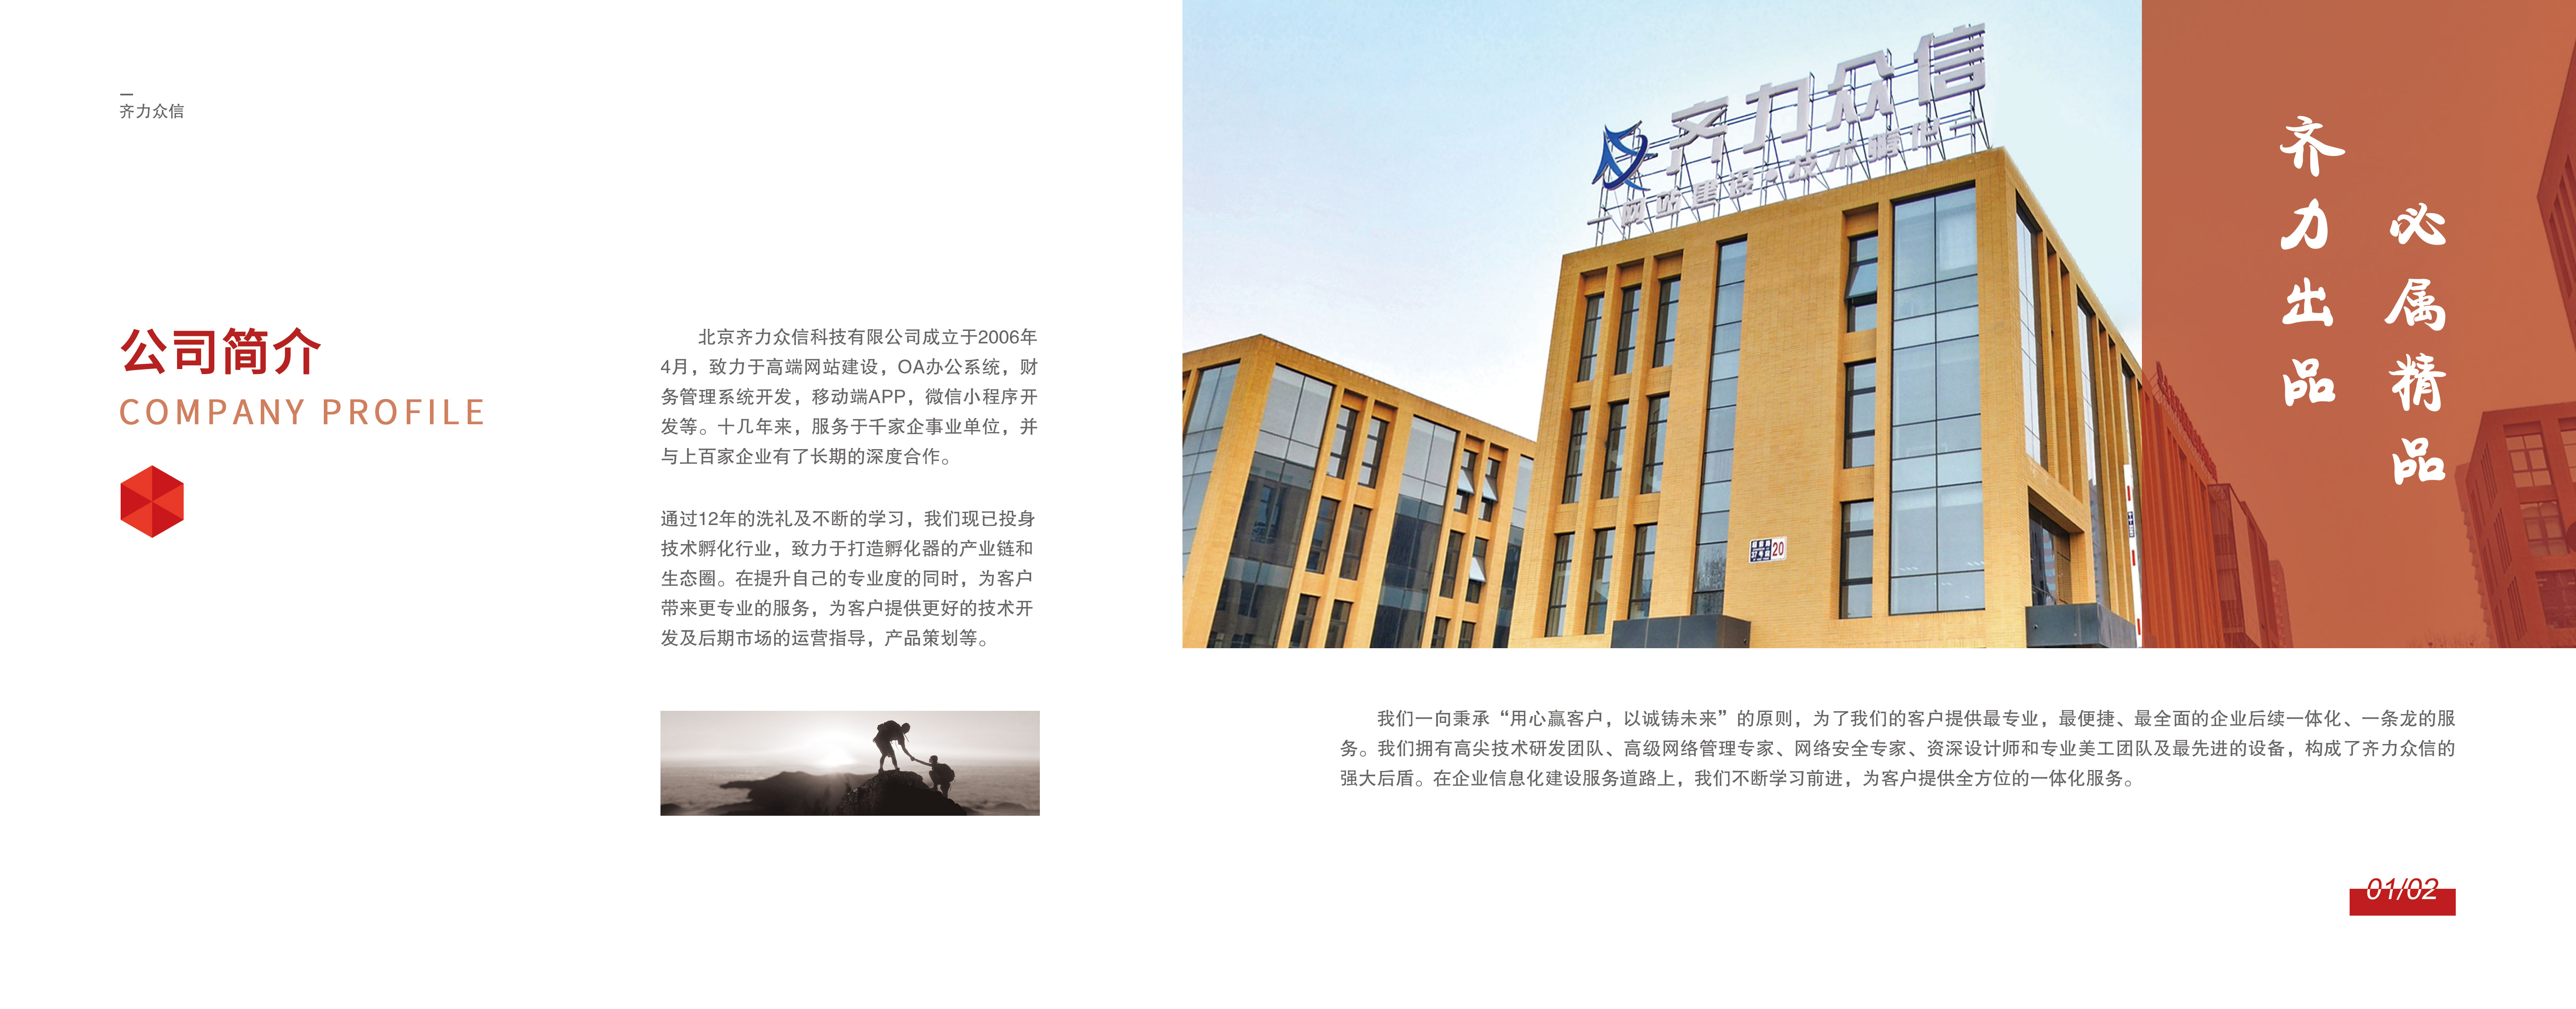 齐力众信
公司简介
COMPANY PROFILE
北京齐力众信科技有限公司成立于2006年
4月，致力于高端网站建设，OA办公系统，财
务管理系统开发，移动端APP，微信小程序开
发等。十几年来，服务于千家企事业单位，并
与上百家企业有了长期的深度合作。
通过12年的洗礼及不断的学习，我们现已投身
技术孵化行业，致力于打造孵化器的产业链和
生态圈。在提升自己的专业度的同时，为客户
带来更专业的服务，为客户提供更好的技术开
发及后期市场的运营指导，产品策划等。
齐力众信
网站建设·技术孵化
20
齐力出品
必属精品
我们一向秉承“用心赢客户，以诚铸未来”的原则，为了我们的客户提供最专业，最便捷、最全面的企业后续一体化、一条龙的服
务。我们拥有高尖技术研发团队、高级网络管理专家、网络安全专家、资深设计师和专业美工团队及最先进的设备，构成了齐力众信的
强大后盾。在企业信息化建设服务道路上，我们不断学习前进，为客户提供全方位的一体化服务。
01/02